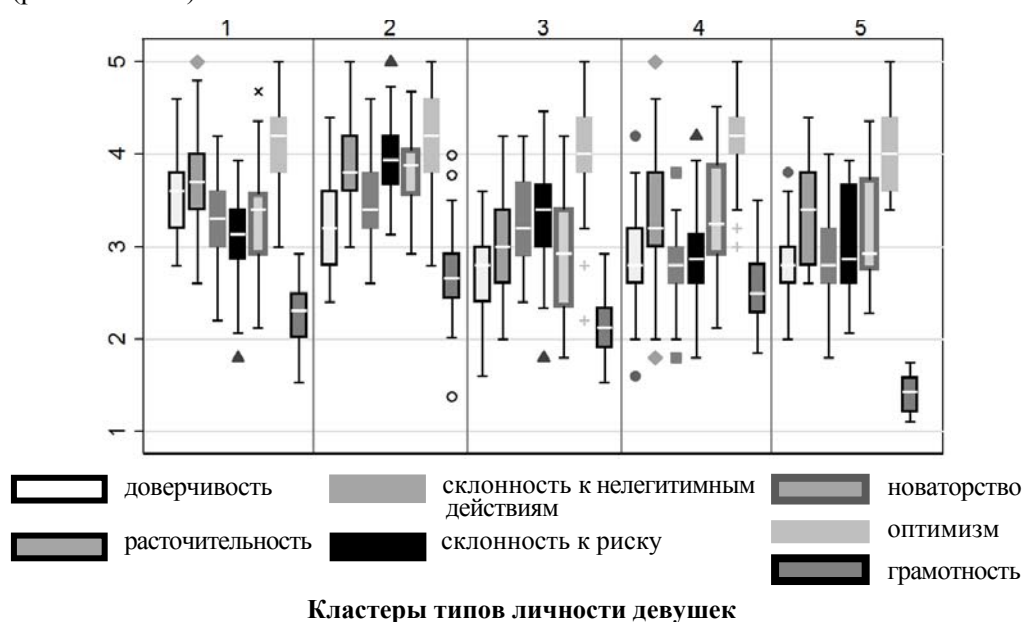 1 2 3 4 5
5
4
3
2
1
доверчивость
склонность к нелегитимным
действиям
новаторство
расточительность
склонность к риску
оптимизм
грамотность
Кластеры типов личности девушек